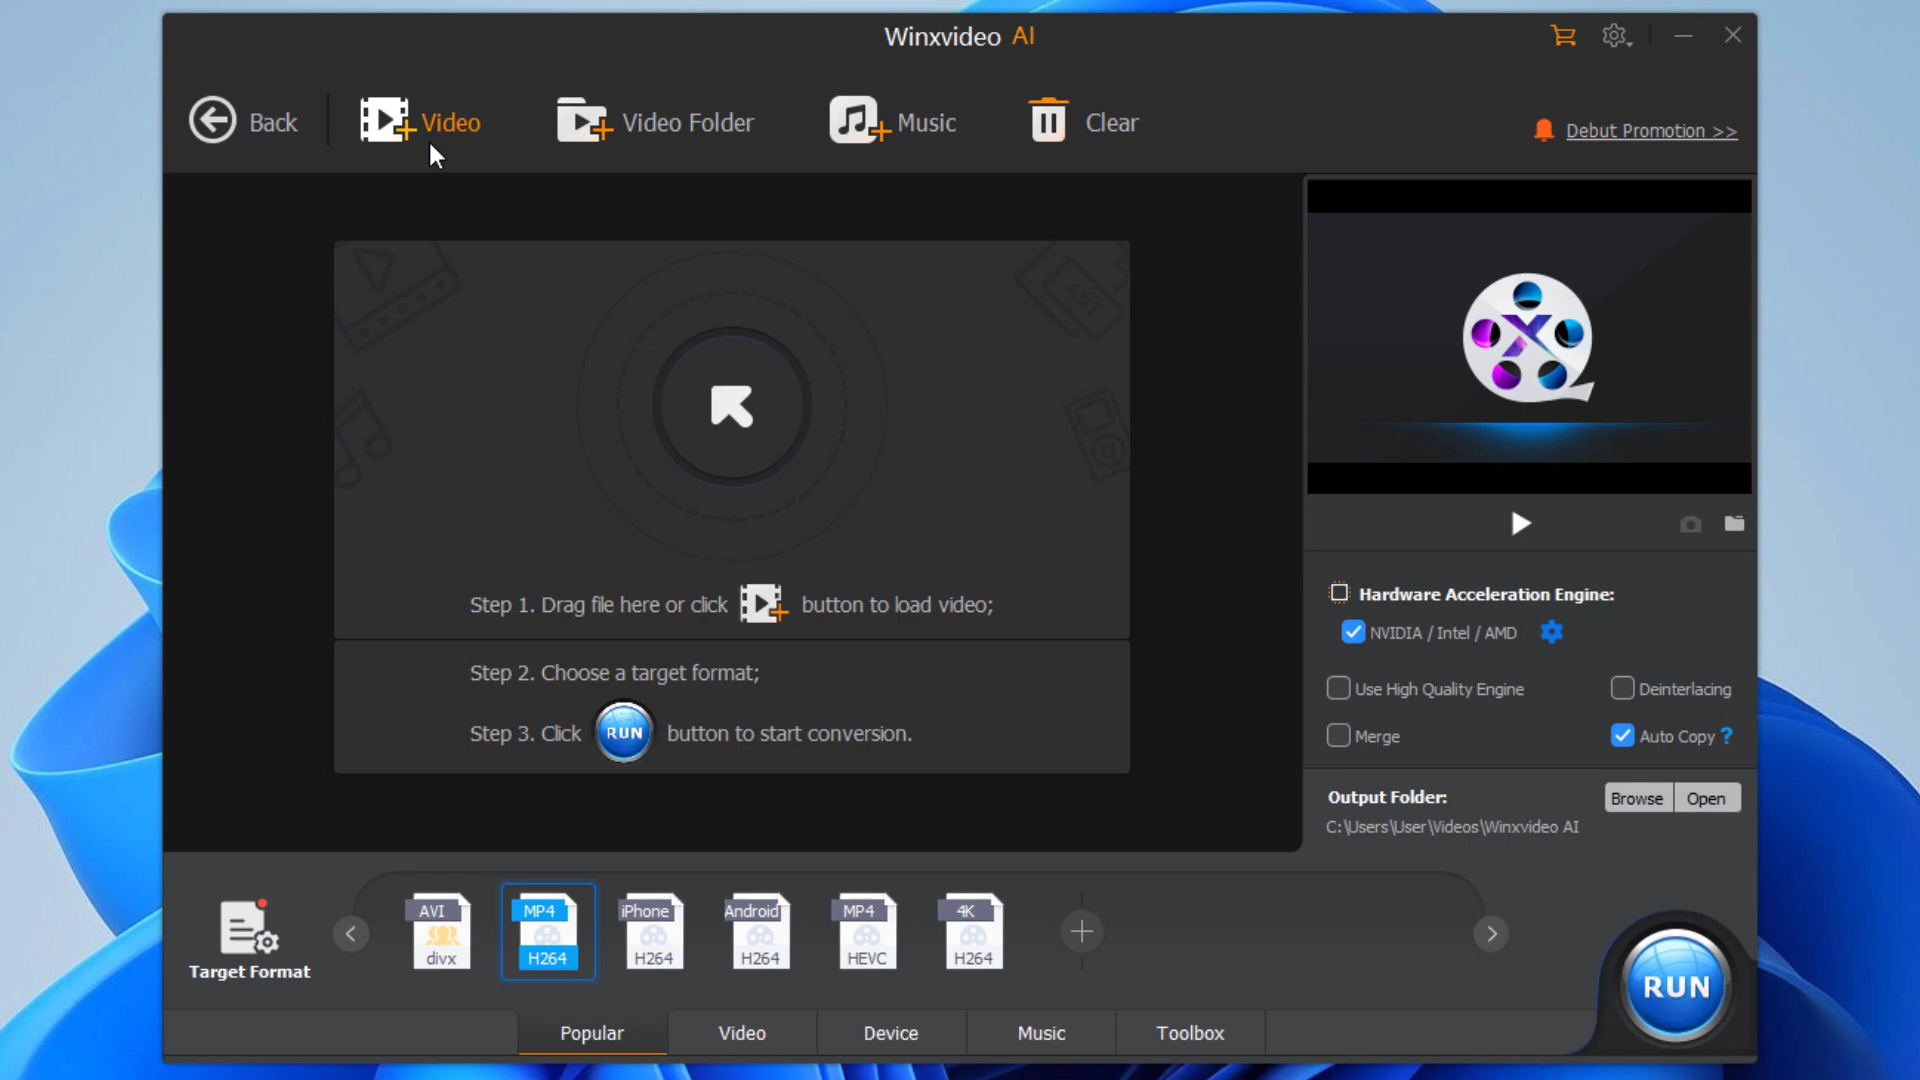 Winxvideo AI
Back
Video
Video Folder
Music
Clear
Debut Promotion >>
AVI
Step 1. Drag file here or click button to load video;
Step 2. Choose a target format;
Step 3. Click RUN button to start conversion.
Hardware Acceleration Engine:
NVIDIA / Intel / AMD
Use High Quality Engine
Deinterlacing
Merge
Auto Copy ?
Output Folder:
Browse
Open
C:\Users\User\Videos\Winxvideo AI
Target Format
AVI
divx
MP4
H264
iPhone
H264
Android
H264
MP4
HEVC
4K
H264
RUN
Popular
Video
Device
Music
Toolbox